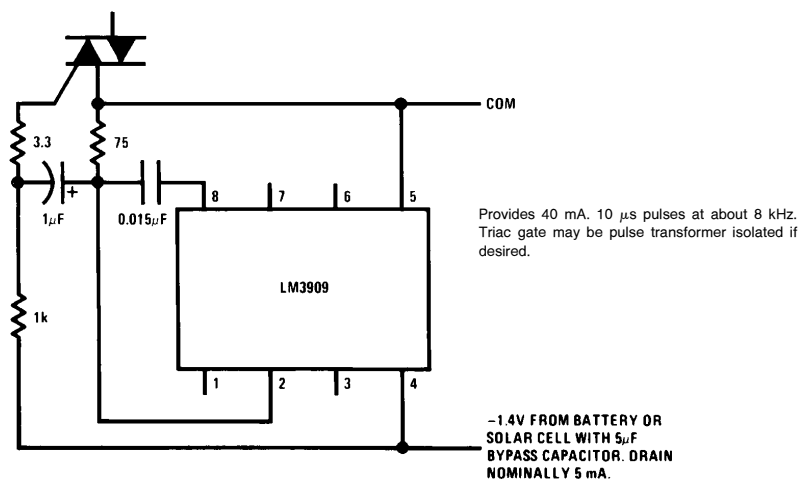 COM
3.3
75
+
1μF
0.015μF
8
7
6
5
Provides 40 mA. 10 μs pulses at about 8 kHz.
Triac gate may be pulse transformer isolated if
desired.
LM3909
1k
1
2
3
4
−1.4V FROM BATTERY OR
SOLAR CELL WITH 5μF
BYPASS CAPACITOR. DRAIN
NOMINALLY 5 mA.